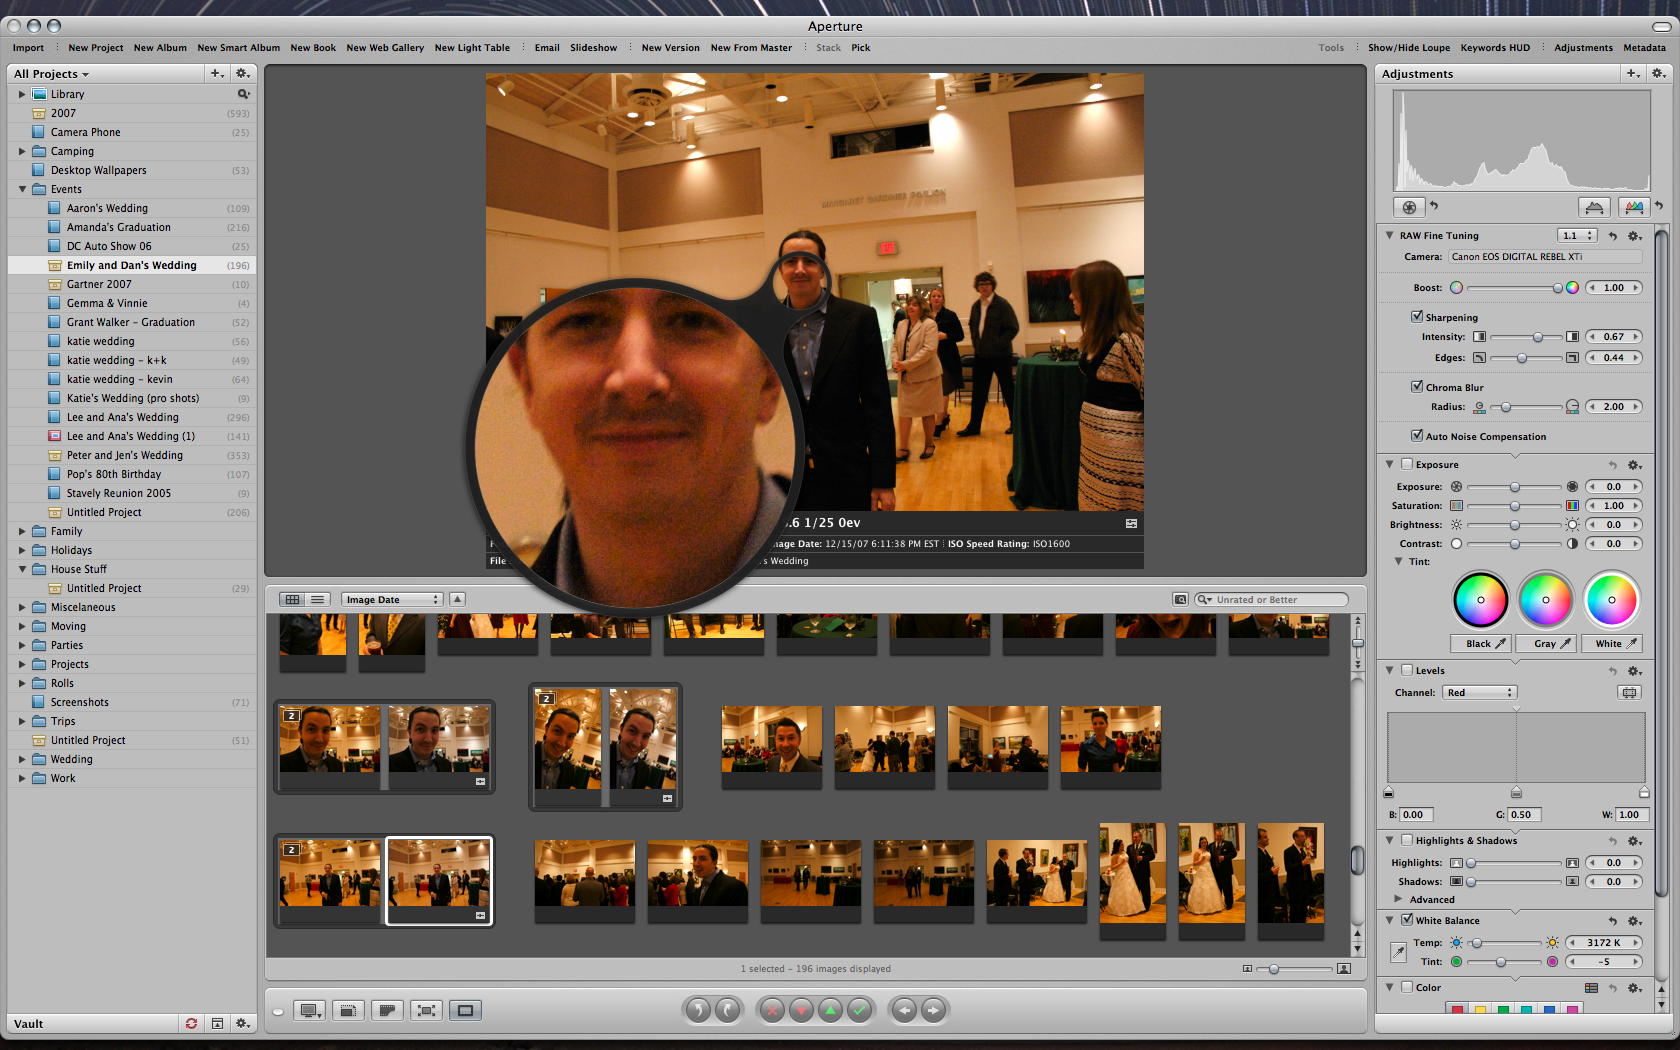 Aperture
Import New Project New Album New Smart Album New Book New Web Gallery New Light Table Email Slideshow New Version New From Master Stack Pick Tools Show/Hide Loupe Keywords HUD Adjustments Metadata
All Projects
Library
2007 (593)
Camera Phone (25)
Camping
Desktop Wallpapers (53)
Events
Aaron's Wedding (109)
Amanda's Graduation (216)
DC Auto Show 06 (25)
Emily and Dan's Wedding (196)
Gartner 2007 (10)
Gemma & Vinnie (4)
Grant Walker - Graduation (52)
katie wedding (56)
katie wedding - k+k (49)
katie wedding - kevin (64)
Katie's Wedding (pro shots) (9)
Lee and Ana's Wedding (296)
Lee and Ana's Wedding (1) (141)
Peter and Jen's Wedding (353)
Pop's 80th Birthday (107)
Stavely Reunion 2005 (9)
Untitled Project (206)
Family
Holidays
House Stuff
Untitled Project (29)
Miscelaneous
Moving
Parties
Projects
Rolls
Screenshots (71)
Trips
Untitled Project (51)
Wedding
Work
Vault
MARGARET GARDINER PAVILION
.6 1/25 0ev
mage Date: 12/15/07 6:11:38 PM EST : ISO Speed Rating: ISO1600
File
's Wedding
Image Date
Unrated or Better
2
2
2
1 selected - 196 images displayed
Adjustments
RAW Fine Tuning 1.1
Camera: Canon EOS DIGITAL REBEL XTi
Boost: 1.00
Sharpening
Intensity: 0.67
Edges: 0.44
Chroma Blur
Radius: 2.00
Auto Noise Compensation
Exposure
Exposure: 0.0
Saturation: 1.00
Brightness: 0.0
Contrast: 0.0
Tint:
Black Gray White
Levels
Channel: Red
B: 0.00 G: 0.50 W: 1.00
Highlights & Shadows
Highlights: 0.0
Shadows: 0.0
Advanced
White Balance
Temp: 3172 K
Tint: -5
Color